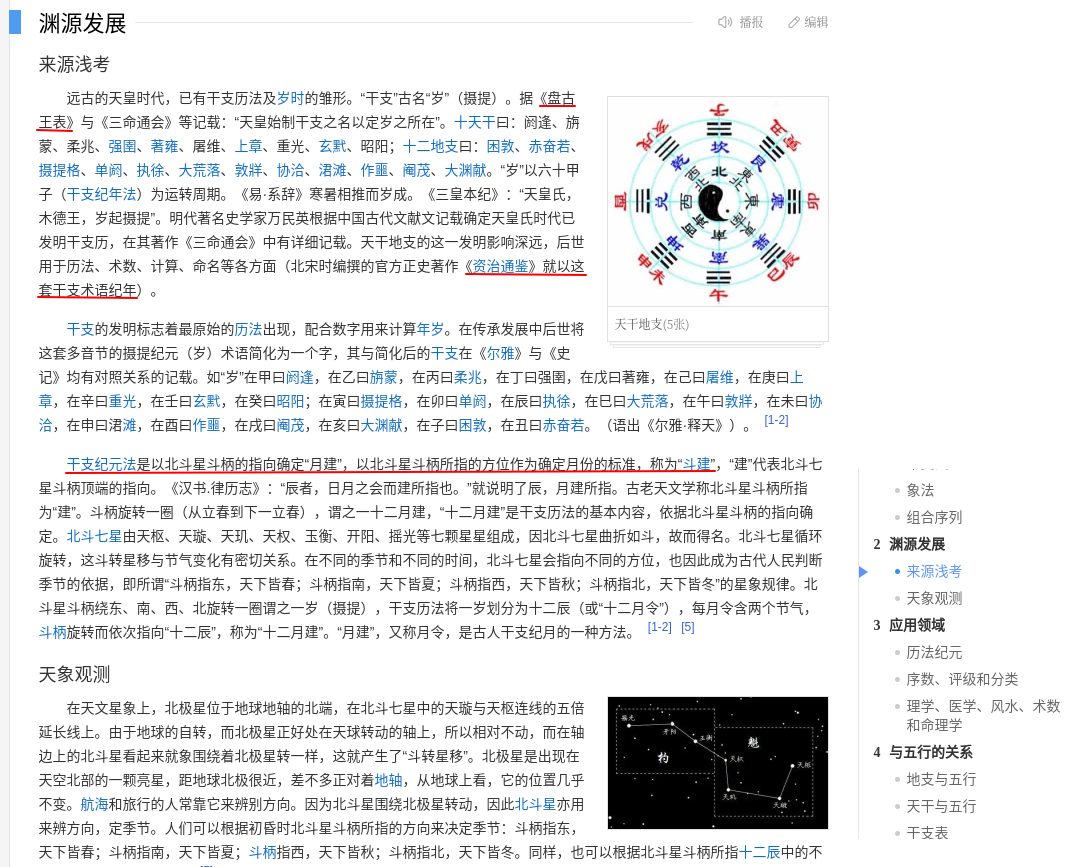 渊源发展
播报
编辑
来源浅考
远古的天皇时代，已有干支历法及岁时的雏形。“干支”古名“岁”（摄提）。据《盘古
王表》与《三命通会》等记载：“天皇始制干支之名以定岁之所在”。十天干曰：阏逢、旃
蒙、柔兆、强圉、著雍、屠维、上章、重光、玄黓、昭阳；十二地支曰：困敦、赤奋若、
摄提格、单阏、执徐、大荒落、敦牂、协洽、涒滩、作噩、阉茂、大渊献。“岁”以六十甲
子（干支纪年法）为运转周期。《易·系辞》寒暑相推而岁成。《三皇本纪》：“天皇氏，
木德王，岁起摄提”。明代著名史学家万民英根据中国古代文献文记载确定天皇氏时代已
发明干支历，在其著作《三命通会》中有详细记载。天干地支的这一发明影响深远，后世
用于历法、术数、计算、命名等各方面（北宋时编撰的官方正史著作《资治通鉴》就以这
套干支术语纪年）。
子
丑
寅
卯
辰
巳
午
未
申
酉
戌
亥
坎
艮
震
巽
离
坤
兑
乾
北
东北
東
東南
南
西南
西
西北
天干地支(5张)
干支的发明标志着最原始的历法出现，配合数字用来计算年岁。在传承发展中后世将
这套多音节的摄提纪元（岁）术语简化为一个字，其与简化后的干支在《尔雅》与《史
记》均有对照关系的记载。如“岁”在甲曰阏逢，在乙曰旃蒙，在丙曰柔兆，在丁曰强圉，在戊曰著雍，在己曰屠维，在庚曰上
章，在辛曰重光，在壬曰玄黓，在癸曰昭阳；在寅曰摄提格，在卯曰单阏，在辰曰执徐，在巳曰大荒落，在午曰敦牂，在未曰协
洽，在申曰涒滩，在酉曰作噩，在戌曰阉茂，在亥曰大渊献，在子曰困敦，在丑曰赤奋若。（语出《尔雅·释天》）。 [1-2]
干支纪元法是以北斗星斗柄的指向确定“月建”，以北斗星斗柄所指的方位作为确定月份的标准，称为“斗建”，“建”代表北斗七
星斗柄顶端的指向。《汉书.律历志》：“辰者，日月之会而建所指也。”就说明了辰，月建所指。古老天文学称北斗星斗柄所指
为“建”。斗柄旋转一圈（从立春到下一立春），谓之一十二月建，“十二月建”是干支历法的基本内容，依据北斗星斗柄的指向确
定。北斗七星由天枢、天璇、天玑、天权、玉衡、开阳、摇光等七颗星星组成，因北斗七星曲折如斗，故而得名。北斗七星循环
旋转，这斗转星移与节气变化有密切关系。在不同的季节和不同的时间，北斗七星会指向不同的方位，也因此成为古代人民判断
季节的依据，即所谓“斗柄指东，天下皆春；斗柄指南，天下皆夏；斗柄指西，天下皆秋；斗柄指北，天下皆冬”的星象规律。北
斗星斗柄绕东、南、西、北旋转一圈谓之一岁（摄提），干支历法将一岁划分为十二辰（或“十二月令”），每月令含两个节气，
斗柄旋转而依次指向“十二辰”，称为“十二月建”。“月建”，又称月令，是古人干支纪月的一种方法。 [1-2] [5]
天象观测
在天文星象上，北极星位于地球地轴的北端，在北斗七星中的天璇与天枢连线的五倍
延长线上。由于地球的自转，而北极星正好处在天球转动的轴上，所以相对不动，而在轴
边上的北斗星看起来就象围绕着北极星转一样，这就产生了“斗转星移”。北极星是出现在
天空北部的一颗亮星，距地球北极很近，差不多正对着地轴，从地球上看，它的位置几乎
不变。航海和旅行的人常靠它来辨别方向。因为北斗星围绕北极星转动，因此北斗星亦用
来辨方向，定季节。人们可以根据初昏时北斗星斗柄所指的方向来决定季节：斗柄指东，
天下皆春；斗柄指南，天下皆夏；斗柄指西，天下皆秋；斗柄指北，天下皆冬。同样，也可以根据北斗星斗柄所指十二辰中的不
摇光
开阳
玉衡
天权
天玑
天璇
天枢
杓
魁
象法
组合序列
2 渊源发展
来源浅考
天象观测
3 应用领域
历法纪元
序数、评级和分类
理学、医学、风水、术数
和命理学
4 与五行的关系
地支与五行
天干与五行
干支表